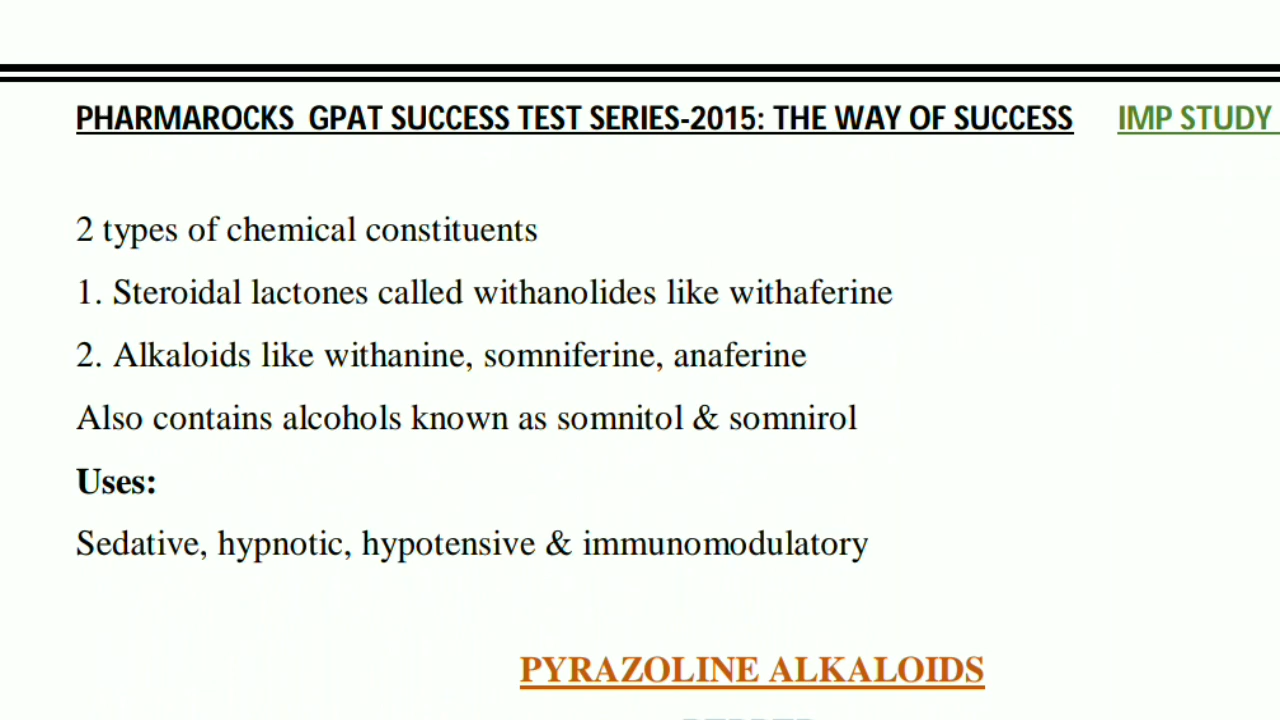 PHARMAROCKS GPAT SUCCESS TEST SERIES-2015: THE WAY OF SUCCESS IMP STUDY
2 types of chemical constituents
1. Steroidal lactones called withanolides like withaferine
2. Alkaloids like withanine, somniferine, anaferine
Also contains alcohols known as somnitol & somnirol
Uses:
Sedative, hypnotic, hypotensive & immunomodulatory
PYRAZOLINE ALKALOIDS